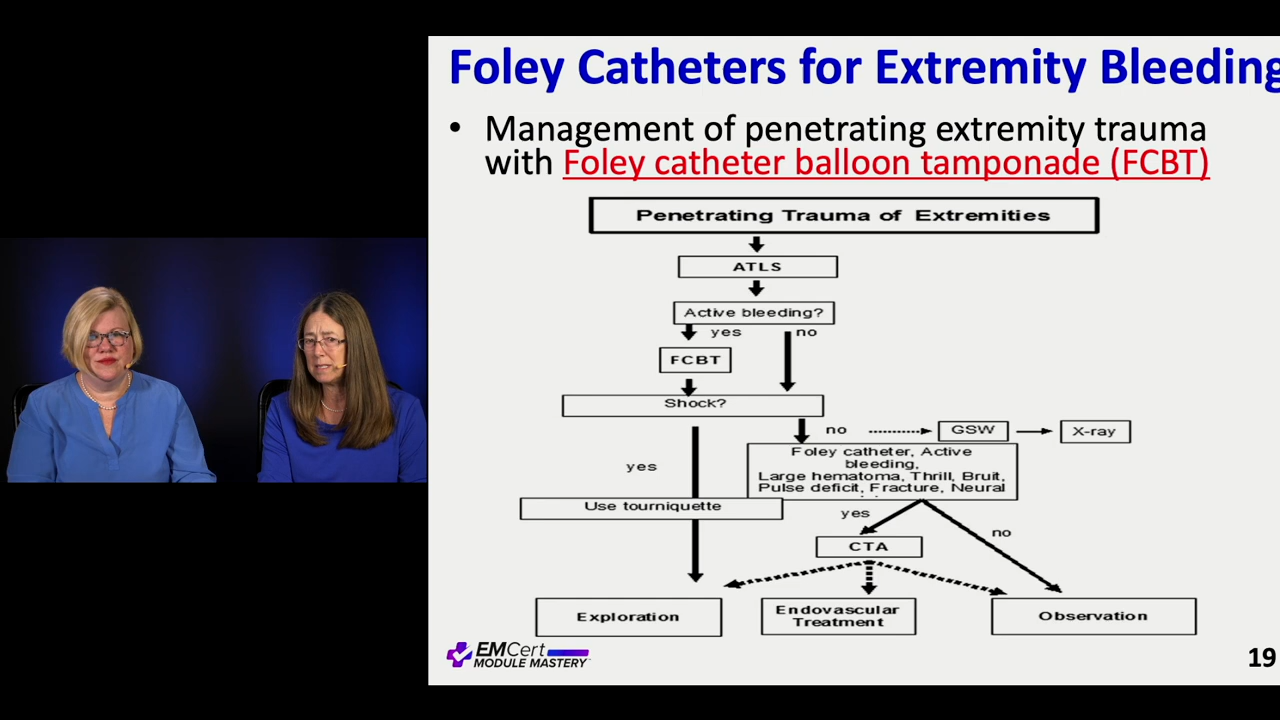 Foley Catheters for Extremity Bleeding
• Management of penetrating extremity trauma
with Foley catheter balloon tamponade (FCBT)
Penetrating Trauma of Extremities
ATLS
Active bleeding?
yes
no
FCBT
Shock?
no
GSW
X-ray
Foley catheter, Active
bleeding,
Large hematoma, Thrill, Bruit,
Pulse deficit, Fracture, Neural
yes
Use tourniquette
yes
no
CTA
Exploration
Endovascular
Treatment
Observation
EMCert
MODULE MASTERY
19